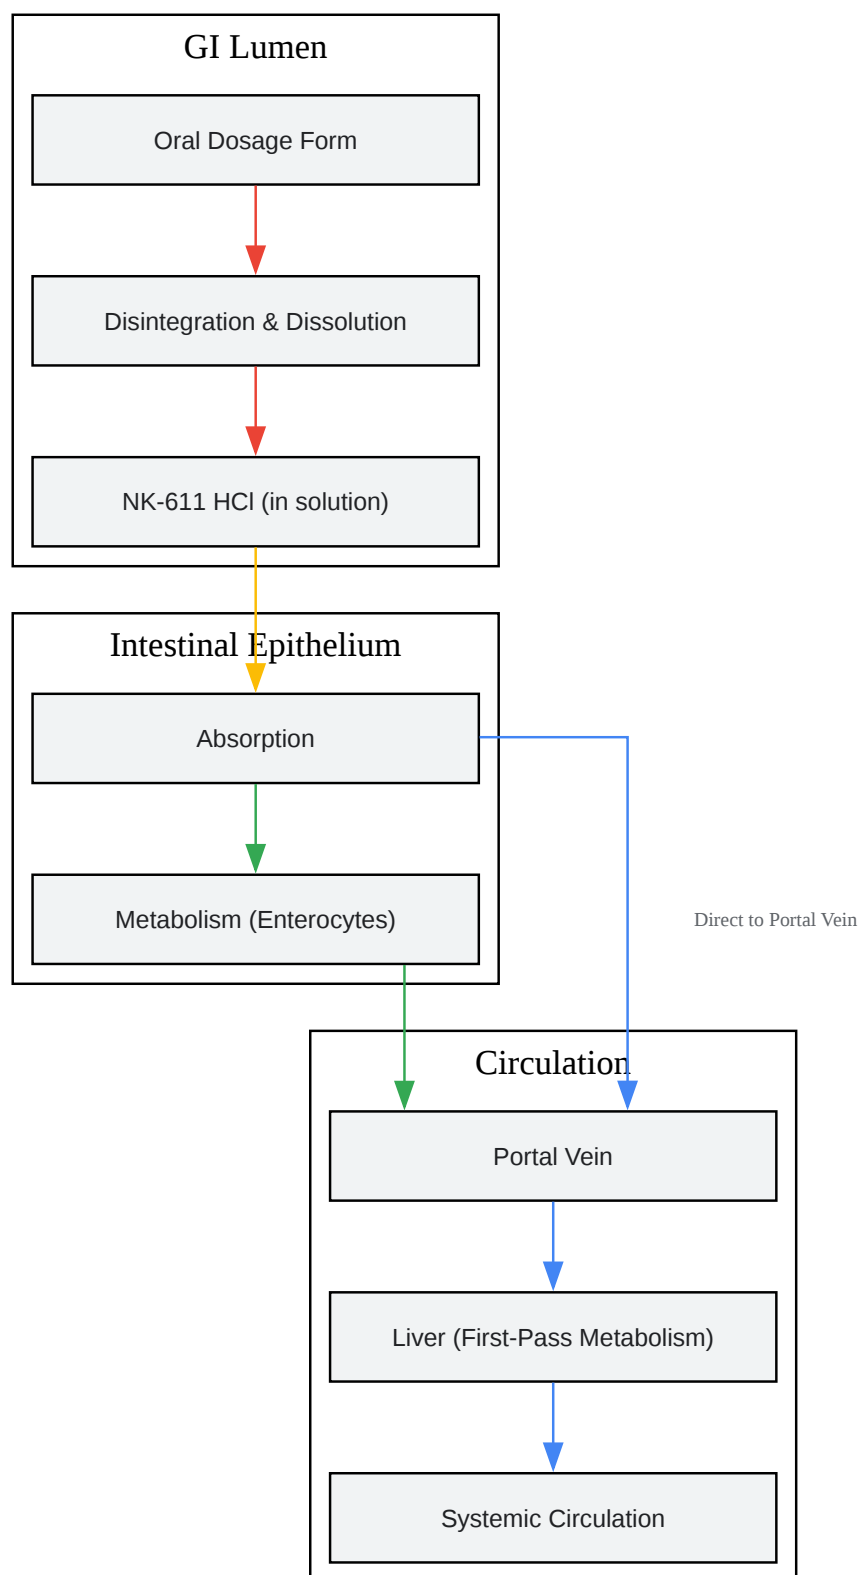 GI Lumen
Oral Dosage Form
Disintegration & Dissolution
NK-611 HCl (in solution)
Intestinal Epithelium
Absorption
Metabolism (Enterocytes)
Direct to Portal Vein
Circulation
Portal Vein
Liver (First-Pass Metabolism)
Systemic Circulation